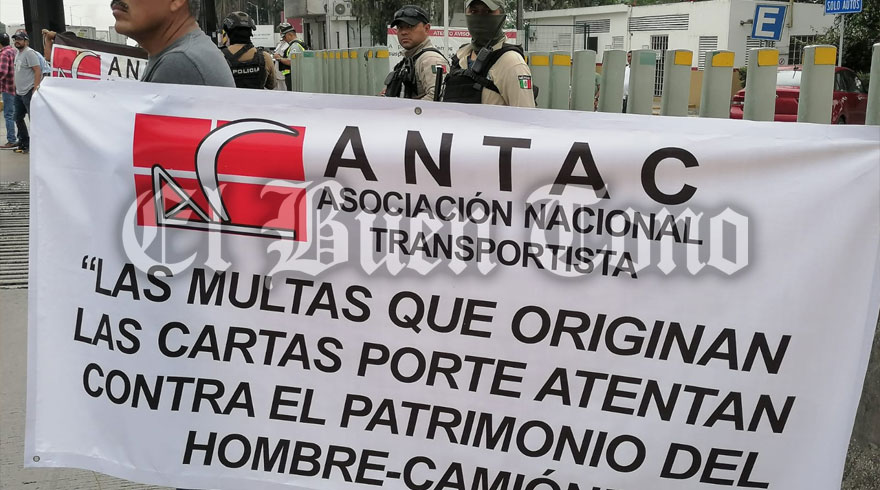 SOLO AUTOS
E
POLICIA
ANTAC
ASOCIACIÓN NACIONAL
TRANSPORTISTA
El Buen Tono
“LAS MULTAS QUE ORIGINAN
LAS CARTAS PORTE ATENTAN
CONTRA EL PATRIMONIO DEL
HOMBRE-CAMIÓN